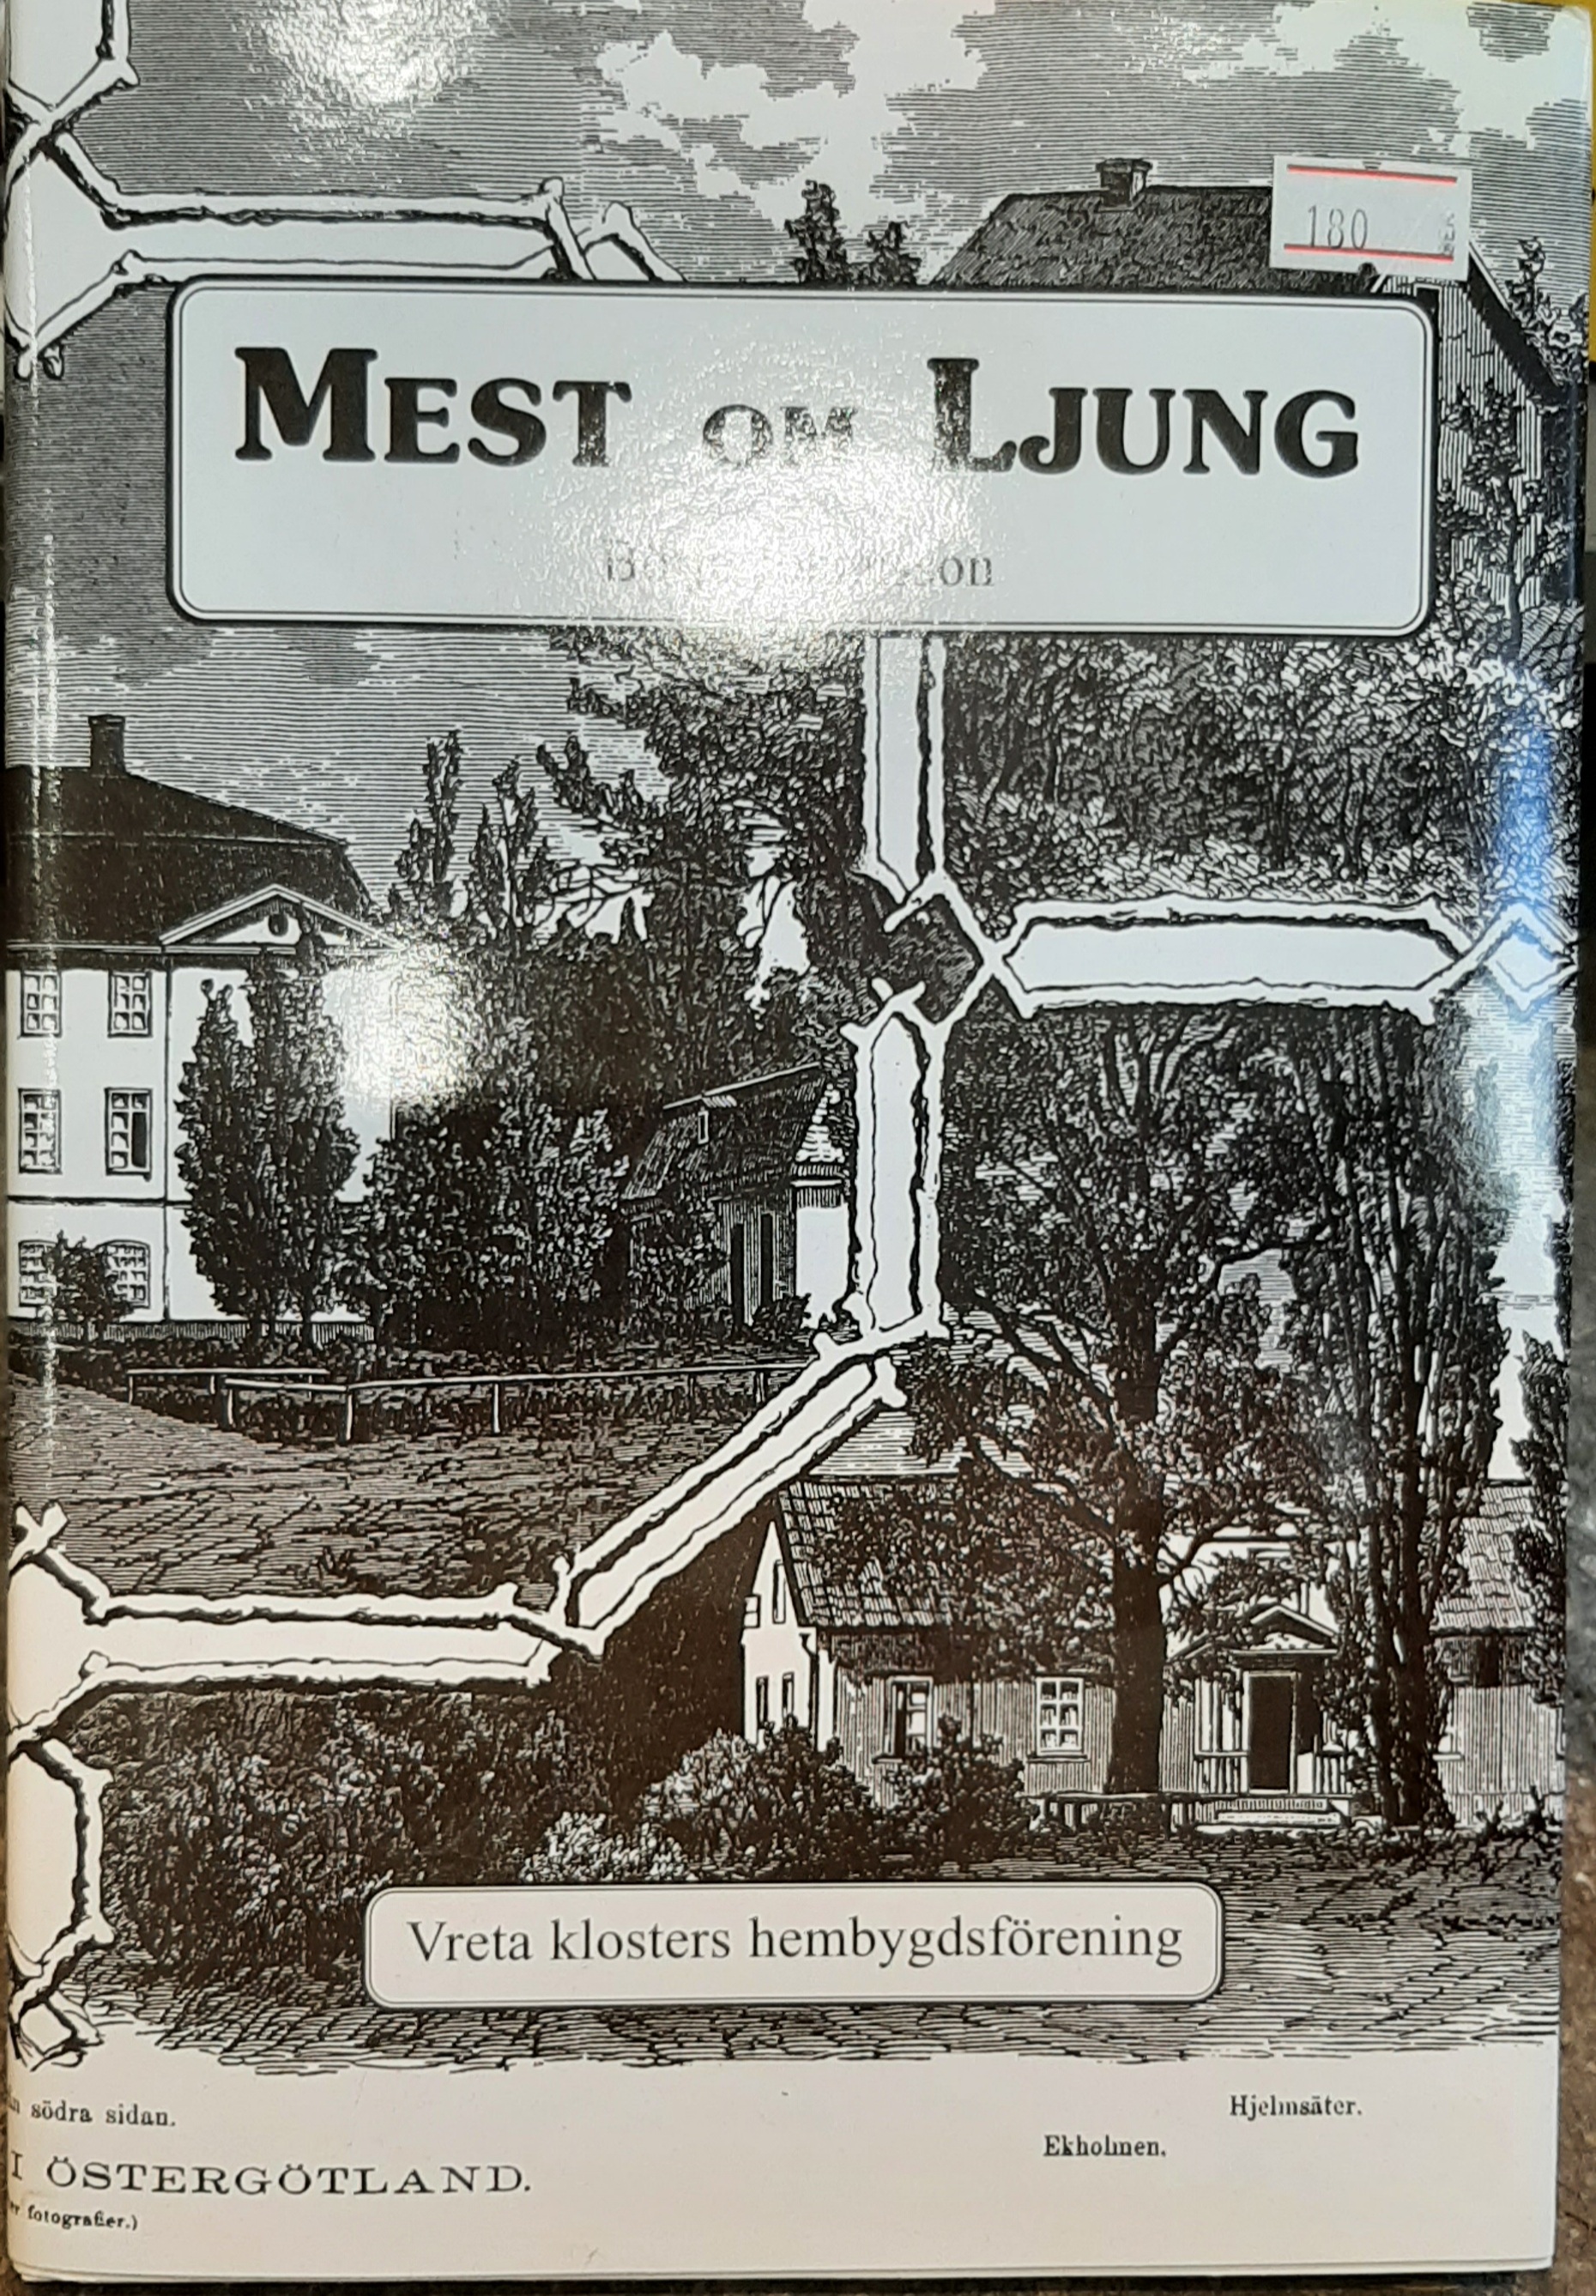 180
MEST OM LJUNG
Vreta klosters hembygdsförening
södra sidan.
Hjelmsäter.
Ekholmen.
I ÖSTERGÖTLAND.
fotografier.)